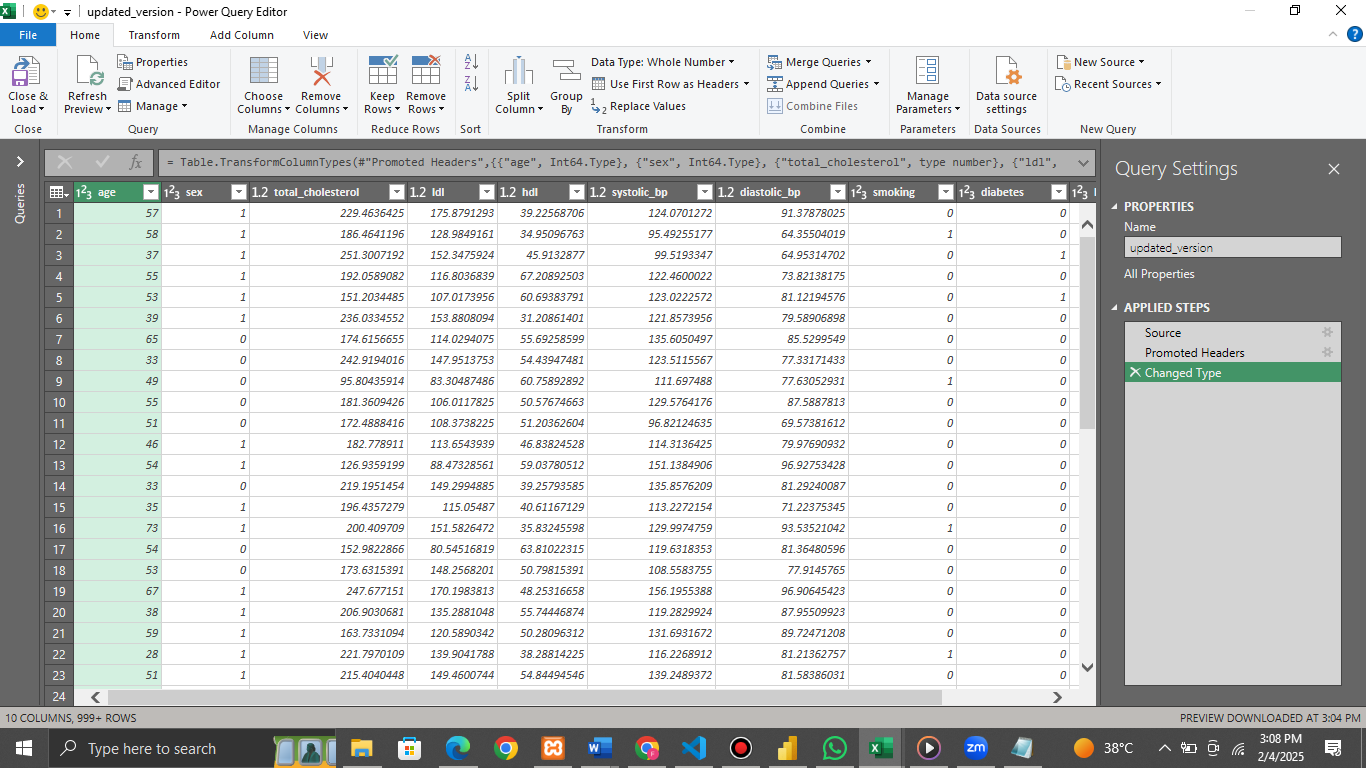 updated_version - Power Query Editor
File Home Transform Add Column View
Close & Load
Close
Refresh Preview
Properties
Advanced Editor
Manage
Query
Choose Columns
Remove Columns
Manage Columns
Keep Rows
Remove Rows
Reduce Rows
Sort
Split Column
Group By
Data Type: Whole Number
Use First Row as Headers
Replace Values
Transform
Merge Queries
Append Queries
Combine Files
Combine
Manage Parameters
Parameters
Data source settings
Data Sources
New Source
Recent Sources
New Query
Queries
fx = Table.TransformColumnTypes(#"Promoted Headers",{{"age", Int64.Type}, {"sex", Int64.Type}, {"total_cholesterol", type number}, {"ldl",
123 age 123 sex 1.2 total_cholesterol 1.2 ldl 1.2 hdl 1.2 systolic_bp 1.2 diastolic_bp 123 smoking 123 diabetes
1 57 1 229.4636425 175.8791293 39.22568706 124.0701272 91.37878025 0 0
2 58 1 186.4641196 128.9849161 34.95096763 95.49255177 64.35504019 1 0
3 37 1 251.3007192 152.3475924 45.9132877 99.5193347 64.95314702 0 1
4 55 1 192.0589082 116.8036839 67.20892503 122.4600022 73.82138175 0 0
5 53 1 151.2034485 107.0173956 60.69383791 123.0222572 81.12194576 0 1
6 39 1 236.0334552 153.8808094 31.20861401 121.8573956 79.58906898 0 0
7 65 0 174.6156655 114.0294075 55.69258599 135.6050497 85.5299549 0 0
8 33 0 242.9194016 147.9513753 54.43947481 123.5115567 77.33171433 0 0
9 49 0 95.80435914 83.30487486 60.75892892 111.697488 77.63052931 1 0
10 55 0 181.3609426 106.0117825 50.57674663 129.5764176 87.5887813 0 0
11 51 0 172.4888416 108.3738225 51.20362604 96.82124635 69.57381612 0 0
12 46 1 182.778911 113.6543939 46.83824528 114.3136425 79.97690932 0 0
13 54 1 126.9359199 88.47328561 59.03780512 151.1384906 96.92753428 0 0
14 33 0 219.1951454 149.2994885 39.25793585 135.8576209 81.29240087 0 0
15 35 1 196.4357279 115.05487 40.61167129 113.2272154 71.22375345 0 0
16 73 1 200.409709 151.5826472 35.83245598 129.9974759 93.53521042 1 0
17 54 0 152.9822866 80.54516819 63.81022315 119.6318353 81.36480596 0 0
18 53 0 173.6315391 148.2568201 50.79815391 108.5583755 77.9145765 0 0
19 67 1 247.677151 170.1983813 48.25316658 156.1955388 96.90645423 0 0
20 38 1 206.9030681 135.2881048 55.74446874 119.2829924 87.95509923 0 0
21 59 1 163.7331094 120.5890342 50.28096312 131.6931672 89.72471208 0 0
22 28 1 221.7970109 139.9041788 38.28814225 116.2268912 81.21362757 1 0
23 51 1 215.4040448 149.4600744 54.84494546 139.2489372 81.58386031 0 0
24
Query Settings
PROPERTIES
Name
updated_version
All Properties
APPLIED STEPS
Source
Promoted Headers
Changed Type
10 COLUMNS, 999+ ROWS PREVIEW DOWNLOADED AT 3:04 PM
Type here to search
38°C
3:08 PM
2/4/2025